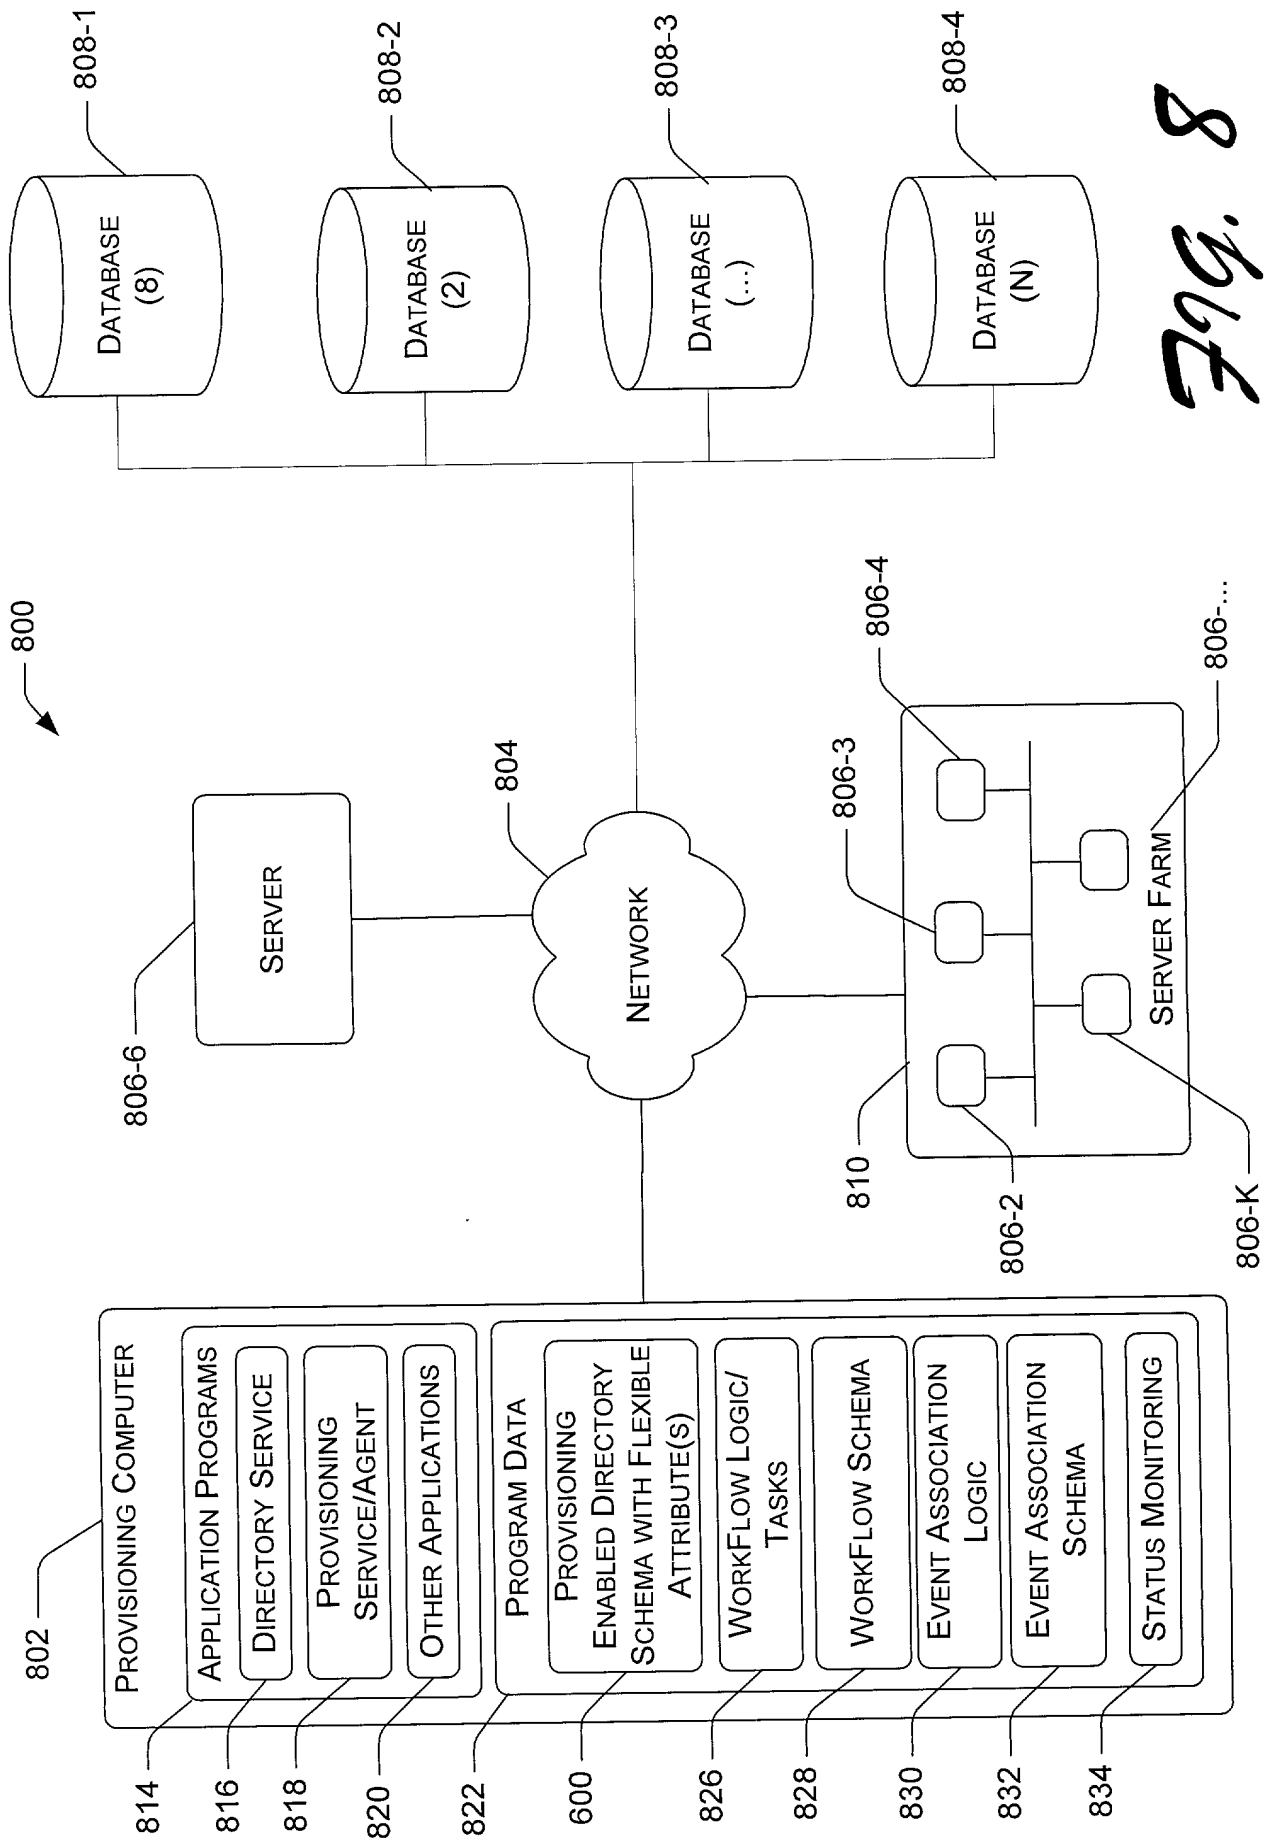 800
802
PROVISIONING COMPUTER
814
APPLICATION PROGRAMS
816
DIRECTORY SERVICE
818
PROVISIONING
SERVICE/AGENT
820
OTHER APPLICATIONS
822
PROGRAM DATA
600
PROVISIONING
ENABLED DIRECTORY
SCHEMA WITH FLEXIBLE
ATTRIBUTE(S)
826
WORKFLOW LOGIC/
TASKS
828
WORKFLOW SCHEMA
830
EVENT ASSOCIATION
LOGIC
832
EVENT ASSOCIATION
SCHEMA
834
STATUS MONITORING
806-6
SERVER
804
NETWORK
810
806-2
806-3
806-4
806-K
806-...
SERVER FARM
808-1
DATABASE
(8)
808-2
DATABASE
(2)
808-3
DATABASE
(...)
808-4
DATABASE
(N)
FIG. 8